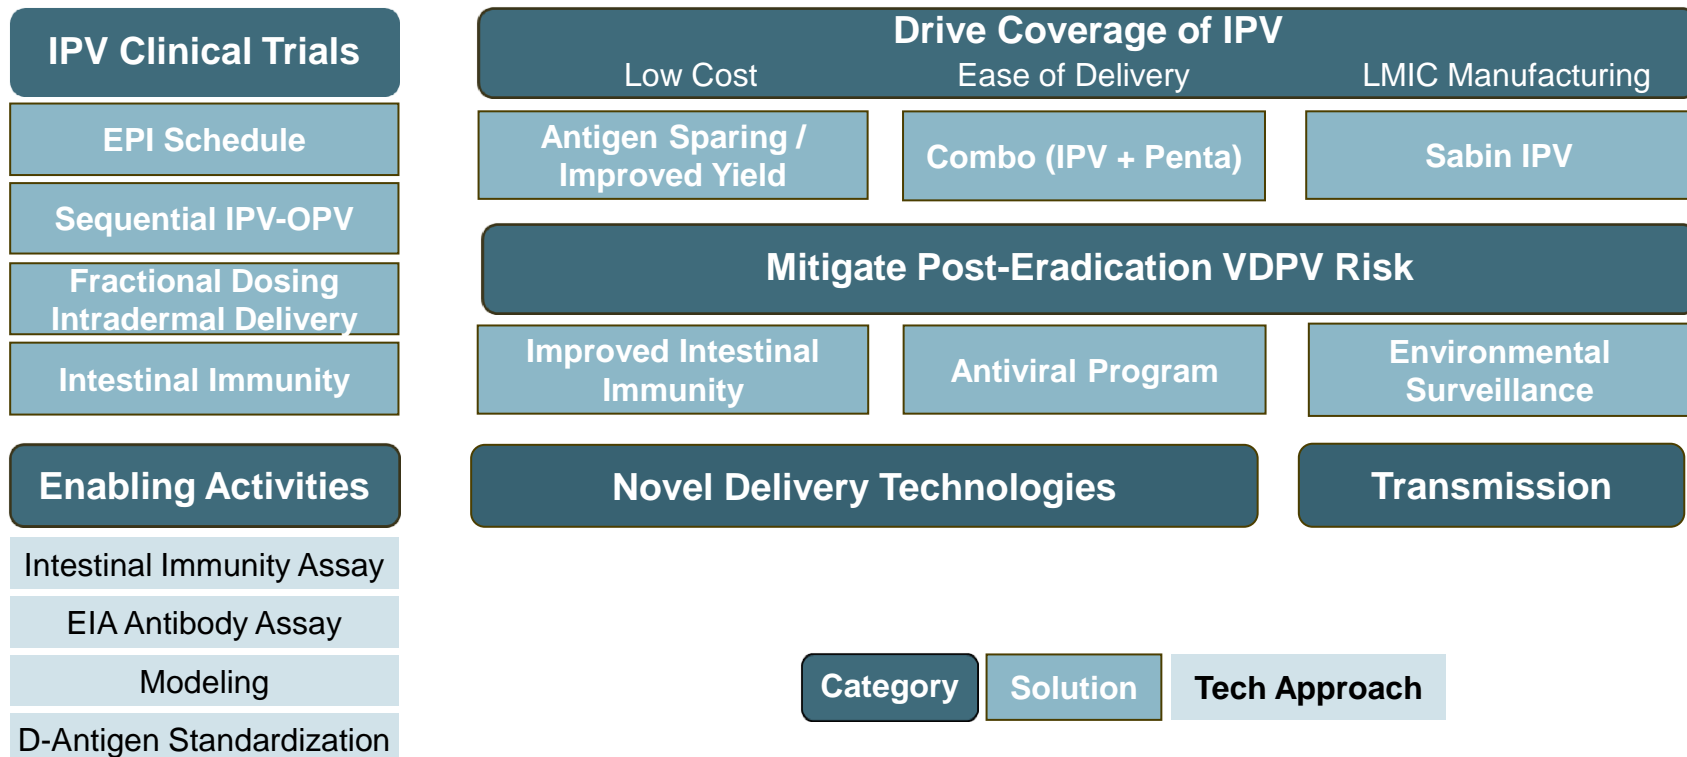 IPV Clinical Trials
EPI Schedule
Sequential IPV-OPV
Fractional Dosing
Intradermal Delivery
Intestinal Immunity
Enabling Activities
Intestinal Immunity Assay
EIA Antibody Assay
Modeling
D-Antigen Standardization
Drive Coverage of IPV
Low Cost
Ease of Delivery
LMIC Manufacturing
Antigen Sparing /
Improved Yield
Combo (IPV + Penta)
Sabin IPV
Mitigate Post-Eradication VDPV Risk
Improved Intestinal
Immunity
Antiviral Program
Environmental
Surveillance
Novel Delivery Technologies
Transmission
Category
Solution
Tech Approach